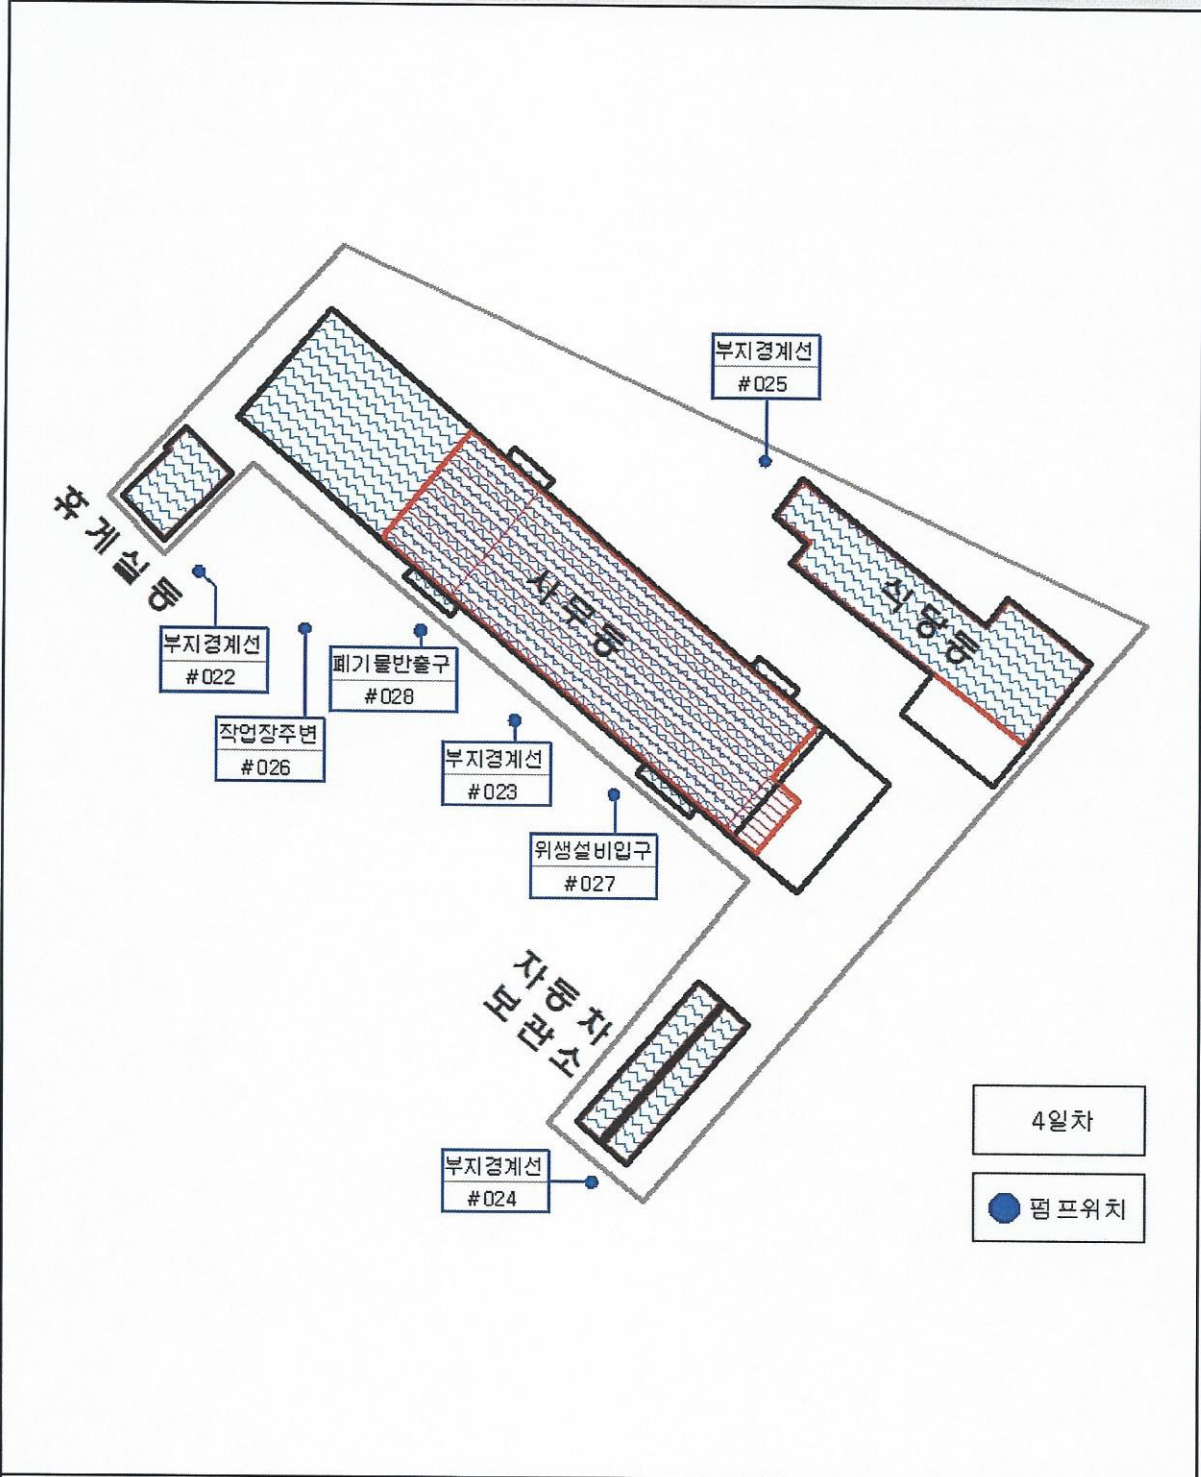 부지경계선
#025
휴게실동
사무동
식당동
부지경계선
#022
폐기물반출구
#028
작업장주변
#026
부지경계선
#023
위생설비입구
#027
자동차
보관소
부지경계선
#024
4일차
펌프위치